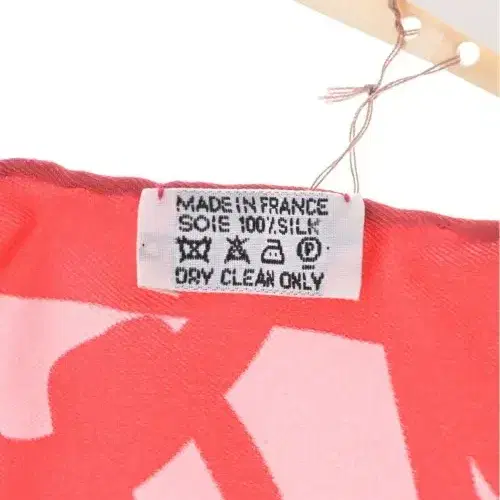 MADE IN FRANCE
SOIE 100% SILK
P
DRY CLEAN ONLY